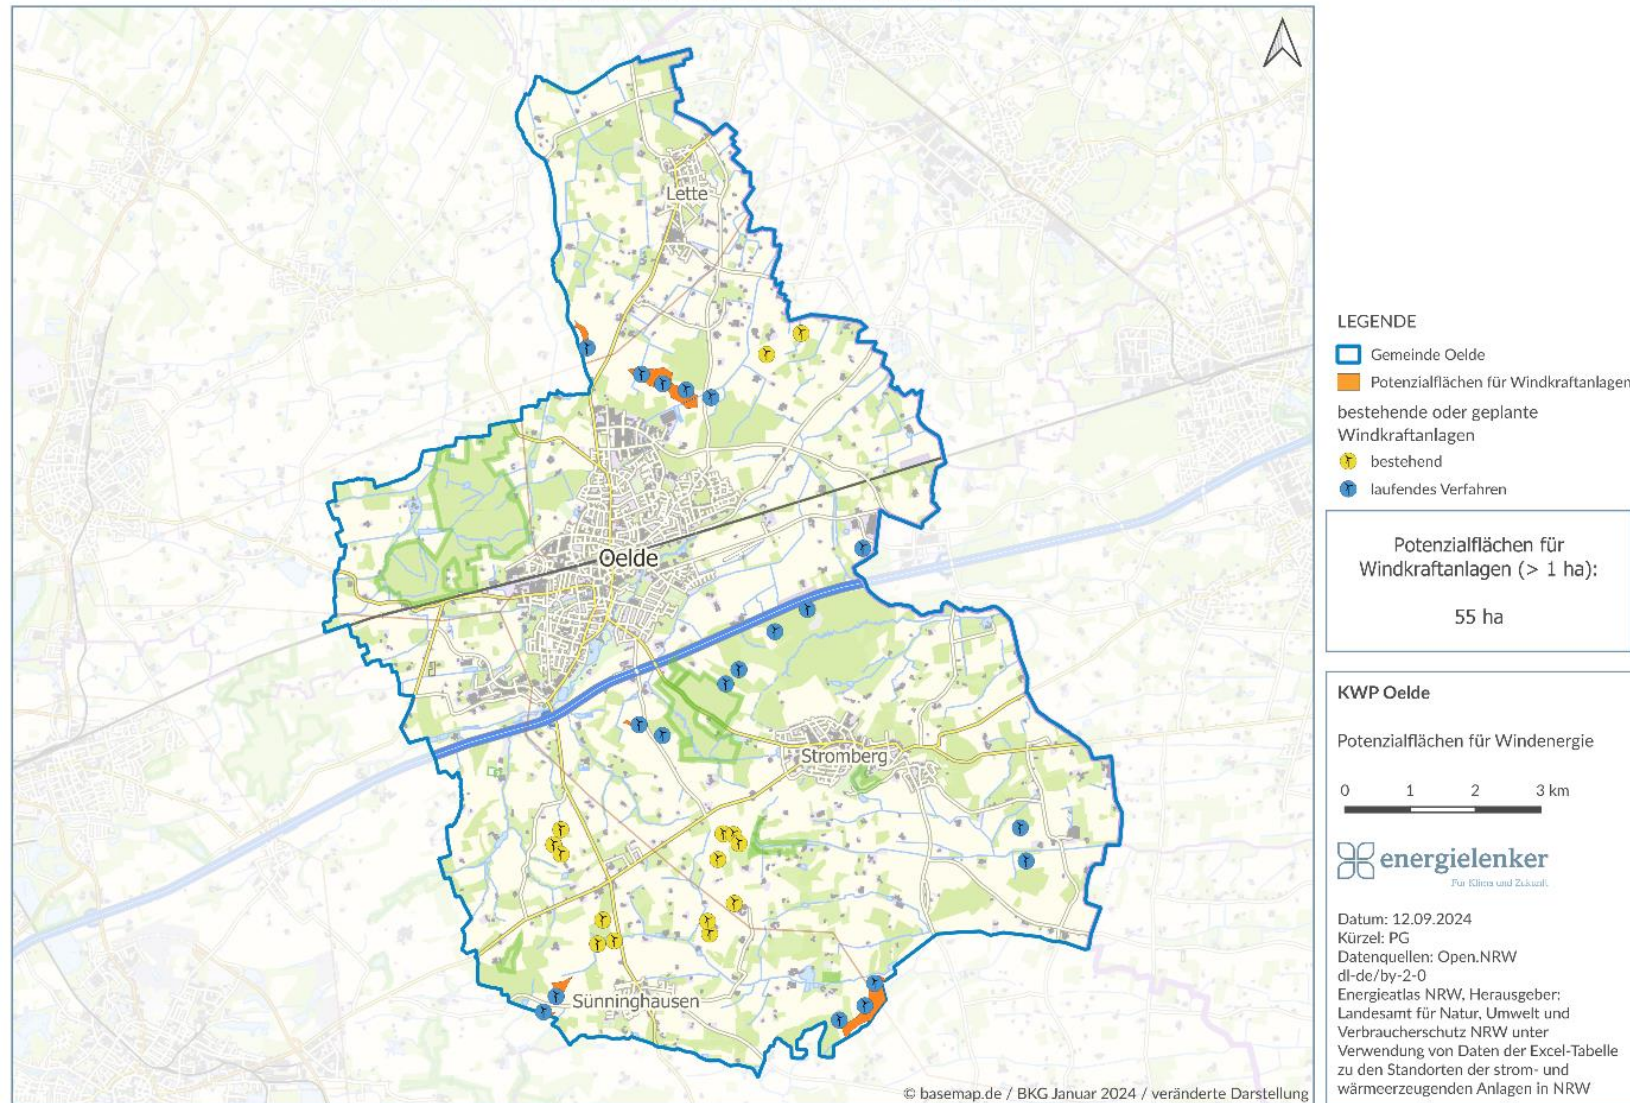 Lette
Oelde
Stromberg
Sünninghausen
© basemap.de / BKG Januar 2024 / veränderte Darstellung
LEGENDE
Gemeinde Oelde
Potenzialflächen für Windkraftanlagen
bestehende oder geplante
Windkraftanlagen
bestehend
laufendes Verfahren
Potenzialflächen für
Windkraftanlagen (> 1 ha):
55 ha
KWP Oelde
Potenzialflächen für Windenergie
0 1 2 3 km
energielenker
Für Klima und Zukunft
Datum: 12.09.2024
Kürzel: PG
Datenquellen: Open.NRW
dl-de/by-2-0
Energieatlas NRW, Herausgeber:
Landesamt für Natur, Umwelt und
Verbraucherschutz NRW unter
Verwendung von Daten der Excel-Tabelle
zu den Standorten der strom- und
wärmeerzeugenden Anlagen in NRW